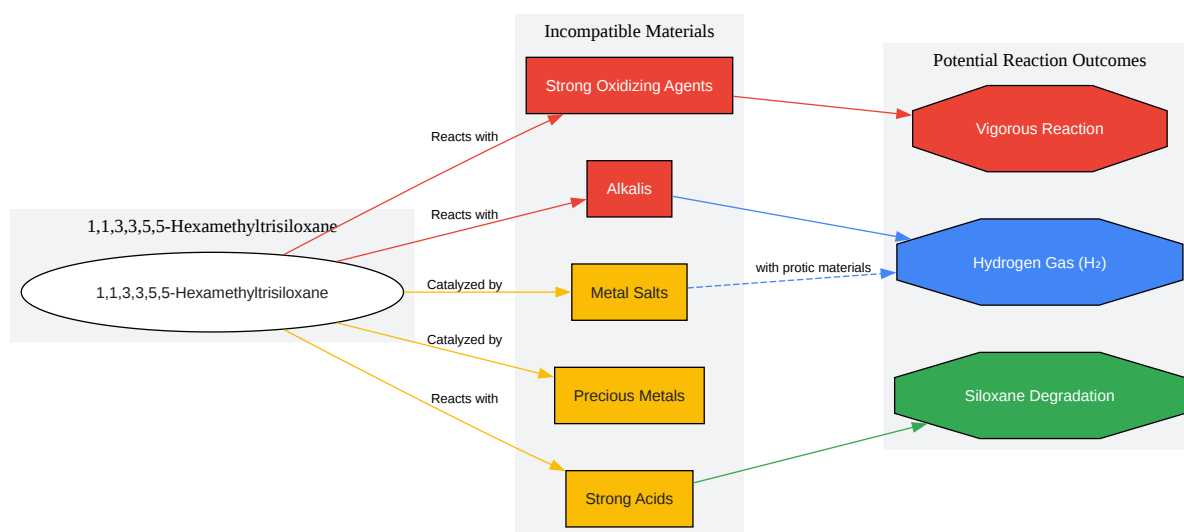 1,1,3,3,5,5-Hexamethyltrisiloxane
1,1,3,3,5,5-Hexamethyltrisiloxane
Reacts with
Reacts with
Catalyzed by
Catalyzed by
Reacts with
Incompatible Materials
Strong Oxidizing Agents
Alkalis
Metal Salts
Precious Metals
Strong Acids
with protic materials
Potential Reaction Outcomes
Vigorous Reaction
Hydrogen Gas (H₂)
Siloxane Degradation